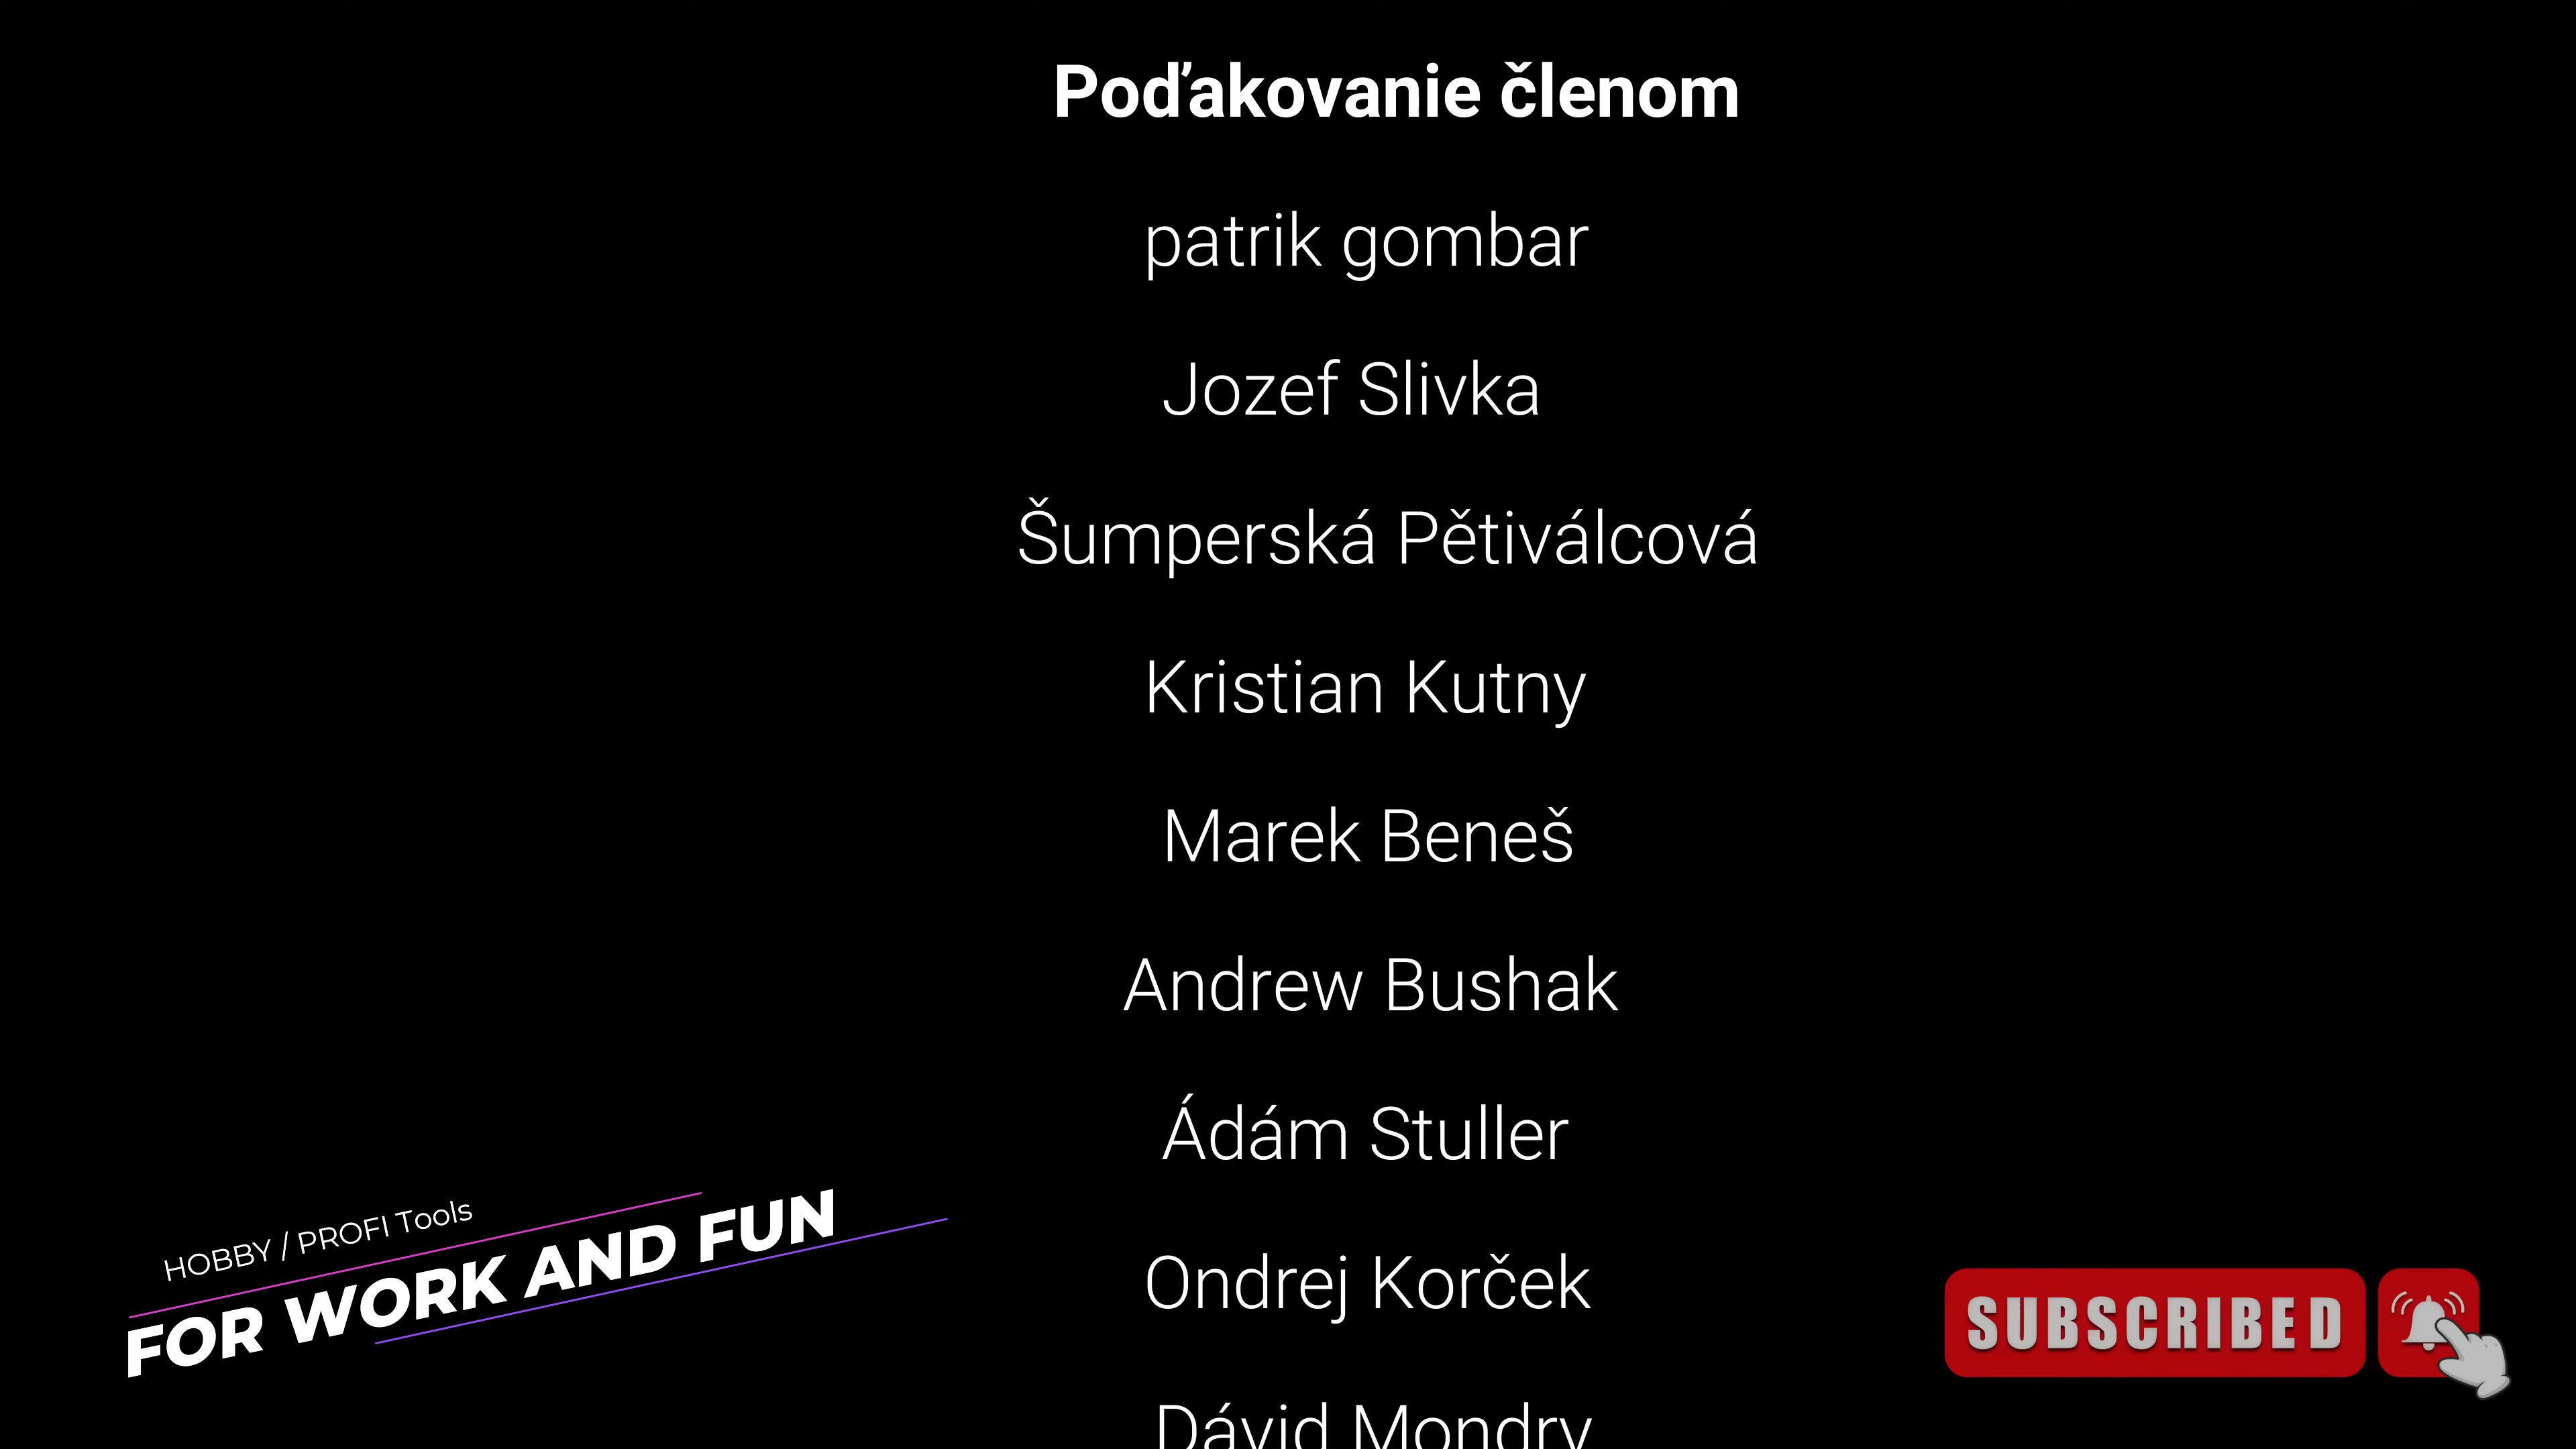 Poďakovanie členom
patrik gombar
Jozef Slivka
Šumperská Pětiválcová
Kristian Kutny
Marek Beneš
Andrew Bushak
Ádám Stuller
Ondrej Korček
Dávid Mondry
HOBBY / PROFI Tools
FOR WORK AND FUN
SUBSCRIBED